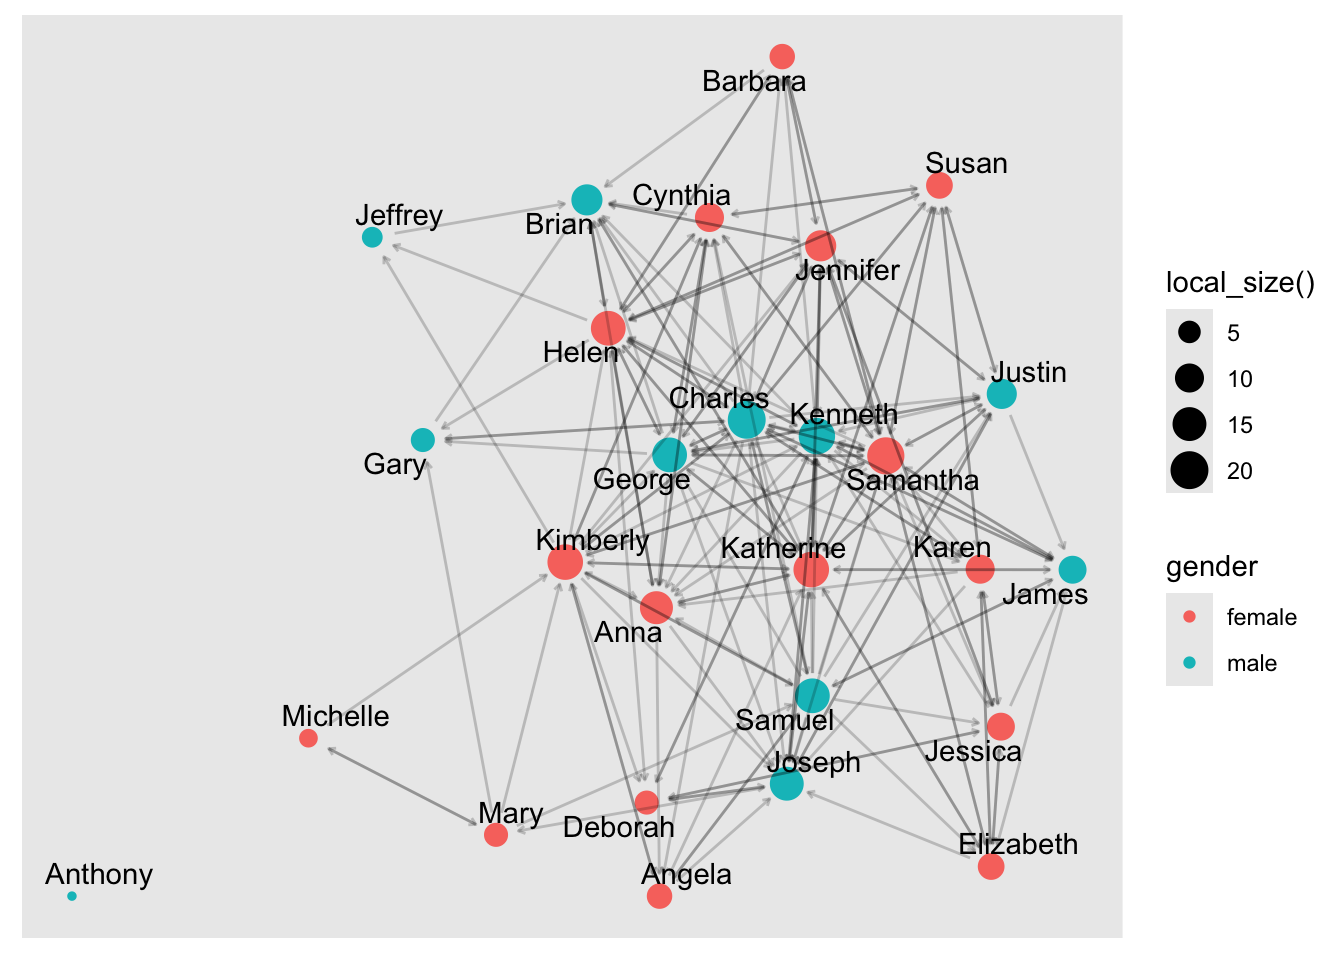 Barbara
Susan
Cynthia
Jeffrey
Brian
Jennifer
Helen
Justin
Charles
Kenneth
Gary
George
Samantha
Kimberly
Katherine
Karen
James
Anna
Michelle
Samuel
Jessica
Joseph
Mary
Deborah
Elizabeth
Anthony
Angela
local_size()
5
10
15
20
gender
female
male